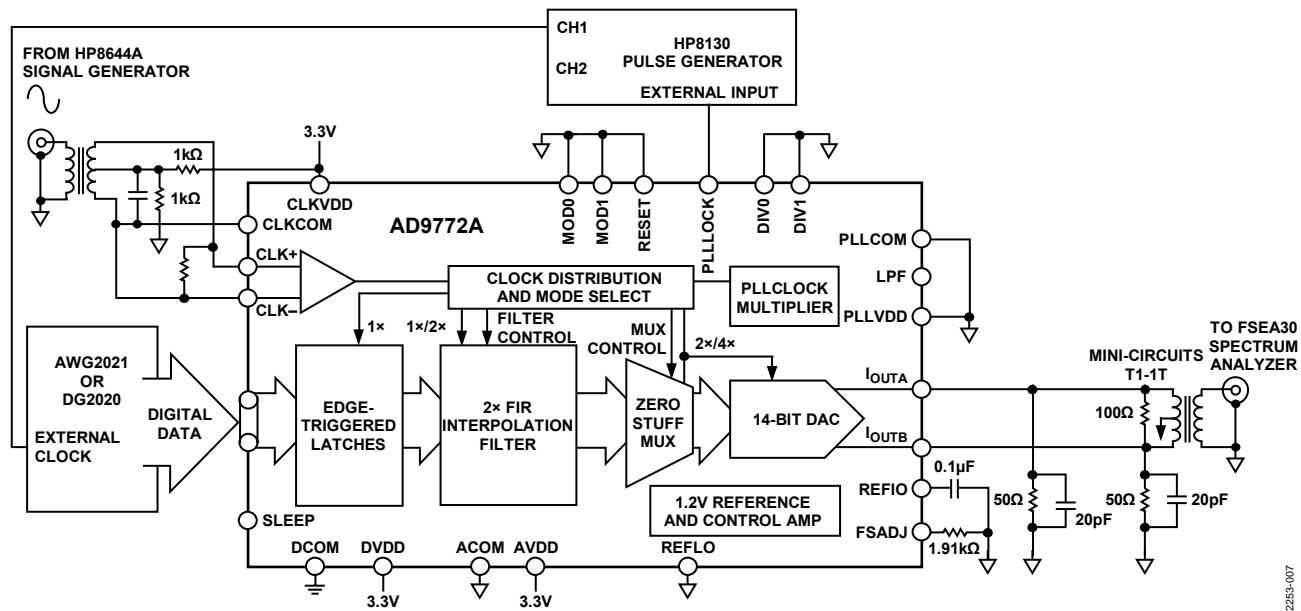 CH1
HP8130
PULSE GENERATOR
CH2
EXTERNAL INPUT
FROM HP8644A
SIGNAL GENERATOR
3.3V
1kΩ
1kΩ
CLKVDD
MOD0
MOD1
RESET
PLLLOCK
DIV0
DIV1
CLKCOM
AD9772A
PLLCOM
CLK+
CLOCK DISTRIBUTION
AND MODE SELECT
PLLCLOCK
MULTIPLIER
LPF
CLK–
PLLVDD
1×
1×/2×
FILTER
CONTROL
MUX
CONTROL
2×/4×
TO FSEA30
SPECTRUM
ANALYZER
MINI-CIRCUITS
T1-1T
AWG2021
OR
DG2020
DIGITAL
DATA
EXTERNAL
CLOCK
EDGE-
TRIGGERED
LATCHES
2× FIR
INTERPOLATION
FILTER
ZERO
STUFF
MUX
14-BIT DAC
IOUTA
100Ω
IOUTB
0.1µF
REFIO
1.2V REFERENCE
AND CONTROL AMP
50Ω
20pF
50Ω
20pF
SLEEP
FSADJ
1.91kΩ
DCOM
DVDD
ACOM
AVDD
REFLO
3.3V
3.3V
2253-007